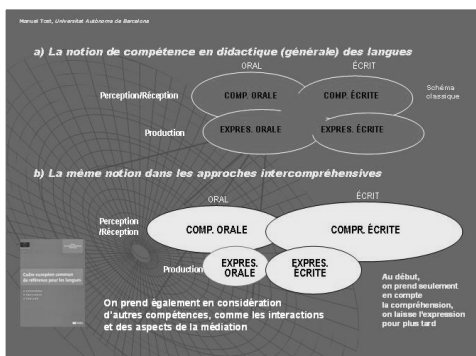 Manuel Tost, Universitat Autònoma de Barcelona
a) La notion de compétence en didactique (générale) des langues
ORAL
ÉCRIT
Perception/Réception
COMP. ORALE
COMP. ÉCRITE
Schéma
classique
Production
EXPRES. ORALE
EXPRES. ÉCRITE
b) La même notion dans les approches intercompréhensives
ORAL
ÉCRIT
Perception
/Réception
COMP. ORALE
COMPR. ÉCRITE
Production
EXPRES.
ORALE
EXPRES.
ÉCRITE
Cadre européen commun
de référence pour les langues
Au début,
on prend seulement
en compte
la compréhension,
on laisse l'expression
pour plus tard
On prend également en considération
d'autres compétences, comme les interactions
et des aspects de la médiation